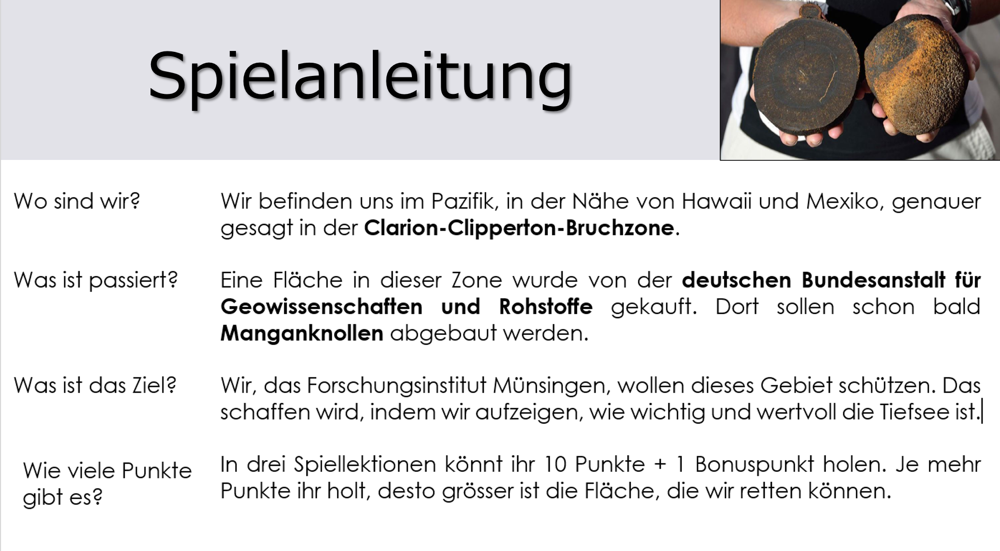 Spielanleitung
Wo sind wir?
Wir befinden uns im Pazifik, in der Nähe von Hawaii und Mexiko, genauer
gesagt in der Clarion-Clipperton-Bruchzone.
Was ist passiert?
Eine Fläche in dieser Zone wurde von der deutschen Bundesanstalt für
Geowissenschaften und Rohstoffe gekauft. Dort sollen schon bald
Manganknollen abgebaut werden.
Was ist das Ziel?
Wir, das Forschungsinstitut Münsingen, wollen dieses Gebiet schützen. Das
schaffen wird, indem wir aufzeigen, wie wichtig und wertvoll die Tiefsee ist.
Wie viele Punkte
gibt es?
In drei Spiellektionen könnt ihr 10 Punkte + 1 Bonuspunkt holen. Je mehr
Punkte ihr holt, desto grösser ist die Fläche, die wir retten können.